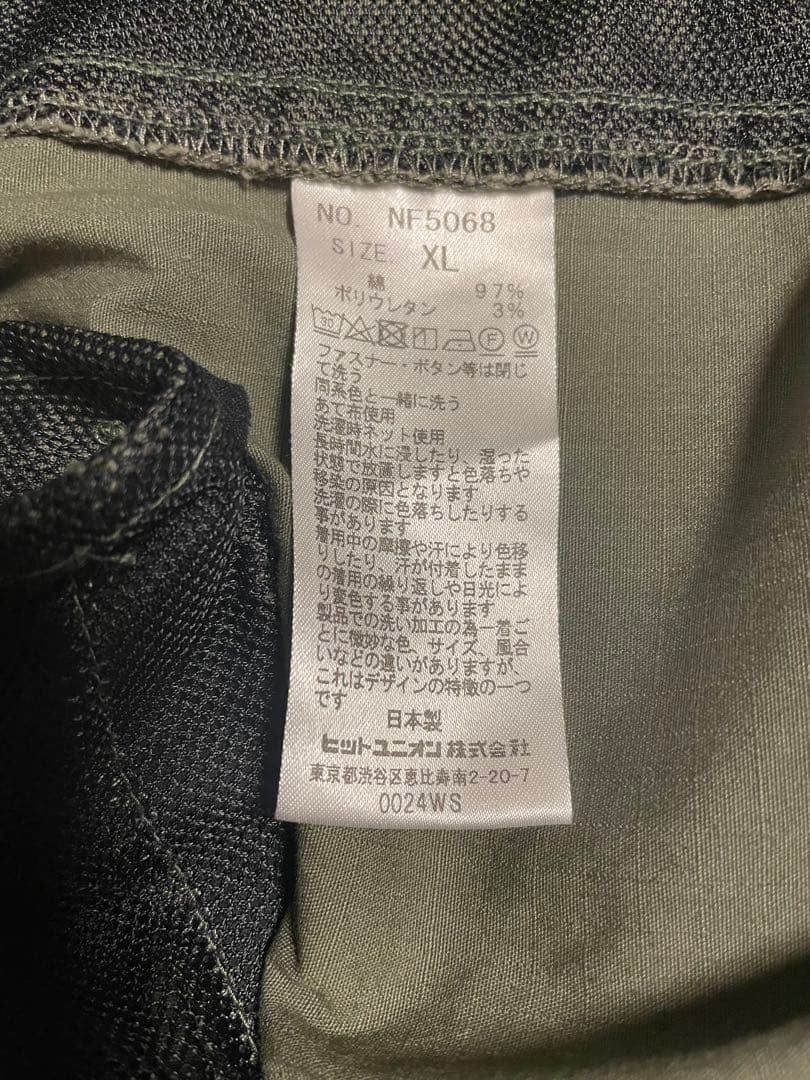 NO. NF5068
SIZE XL
綿 97%
ポリウレタン 3%
30 F W
ファスナー・ボタン等は閉じ
て洗う
同系色と一緒に洗う
あて布使用
洗濯時ネット使用
長時間水に浸したり、湿った
状態で放置しますと色落ちや
移染の原因となります
洗濯の際に色落ちしたりする
事があります
着用中の摩擦や汗により色移
りしたり、汗が付着したまま
の着用の繰り返しや日光によ
り変色する事があります
製品での洗い加工の為一着ご
とに微妙な色、サイズ、風合
いなどの違いがありますが、
これはデザインの特徴の一つ
です
日本製
ヒットユニオン株式会社
東京都渋谷区恵比寿南2-20-7
0024WS